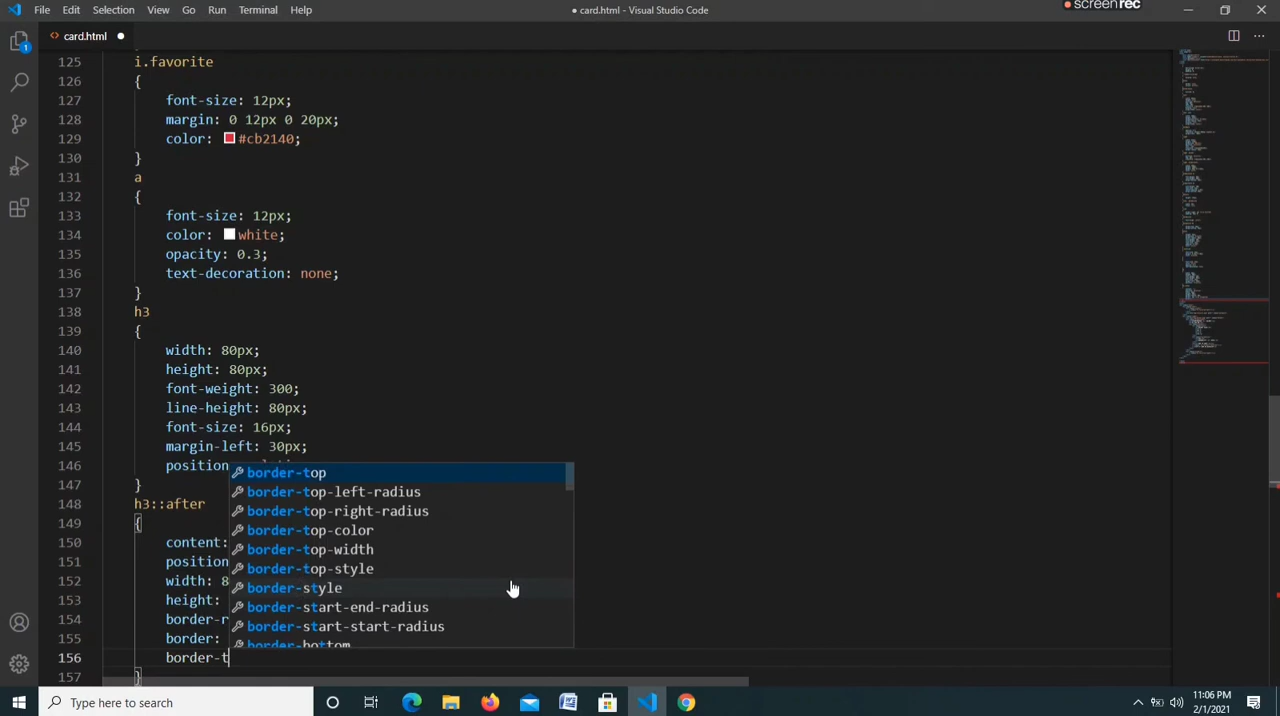 File Edit Selection View Go Run Terminal Help
● card.html - Visual Studio Code
screenrec
<> card.html ●
125 i.favorite
126 {
127 font-size: 12px;
128 margin: 0 12px 0 20px;
129 color: #cb2140;
130 }
131 a
132 {
133 font-size: 12px;
134 color: white;
135 opacity: 0.3;
136 text-decoration: none;
137 }
138 h3
139 {
140 width: 80px;
141 height: 80px;
142 font-weight: 300;
143 line-height: 80px;
144 font-size: 16px;
145 margin-left: 30px;
146 position
147 }
148 h3::after
149 {
150 content:
151 position
152 width: 8
153 height:
154 border-r
155 border:
156 border-t
157 }
border-top
border-top-left-radius
border-top-right-radius
border-top-color
border-top-width
border-top-style
border-style
border-start-end-radius
border-start-start-radius
border-bottom
1
Type here to search
11:06 PM
2/1/2021